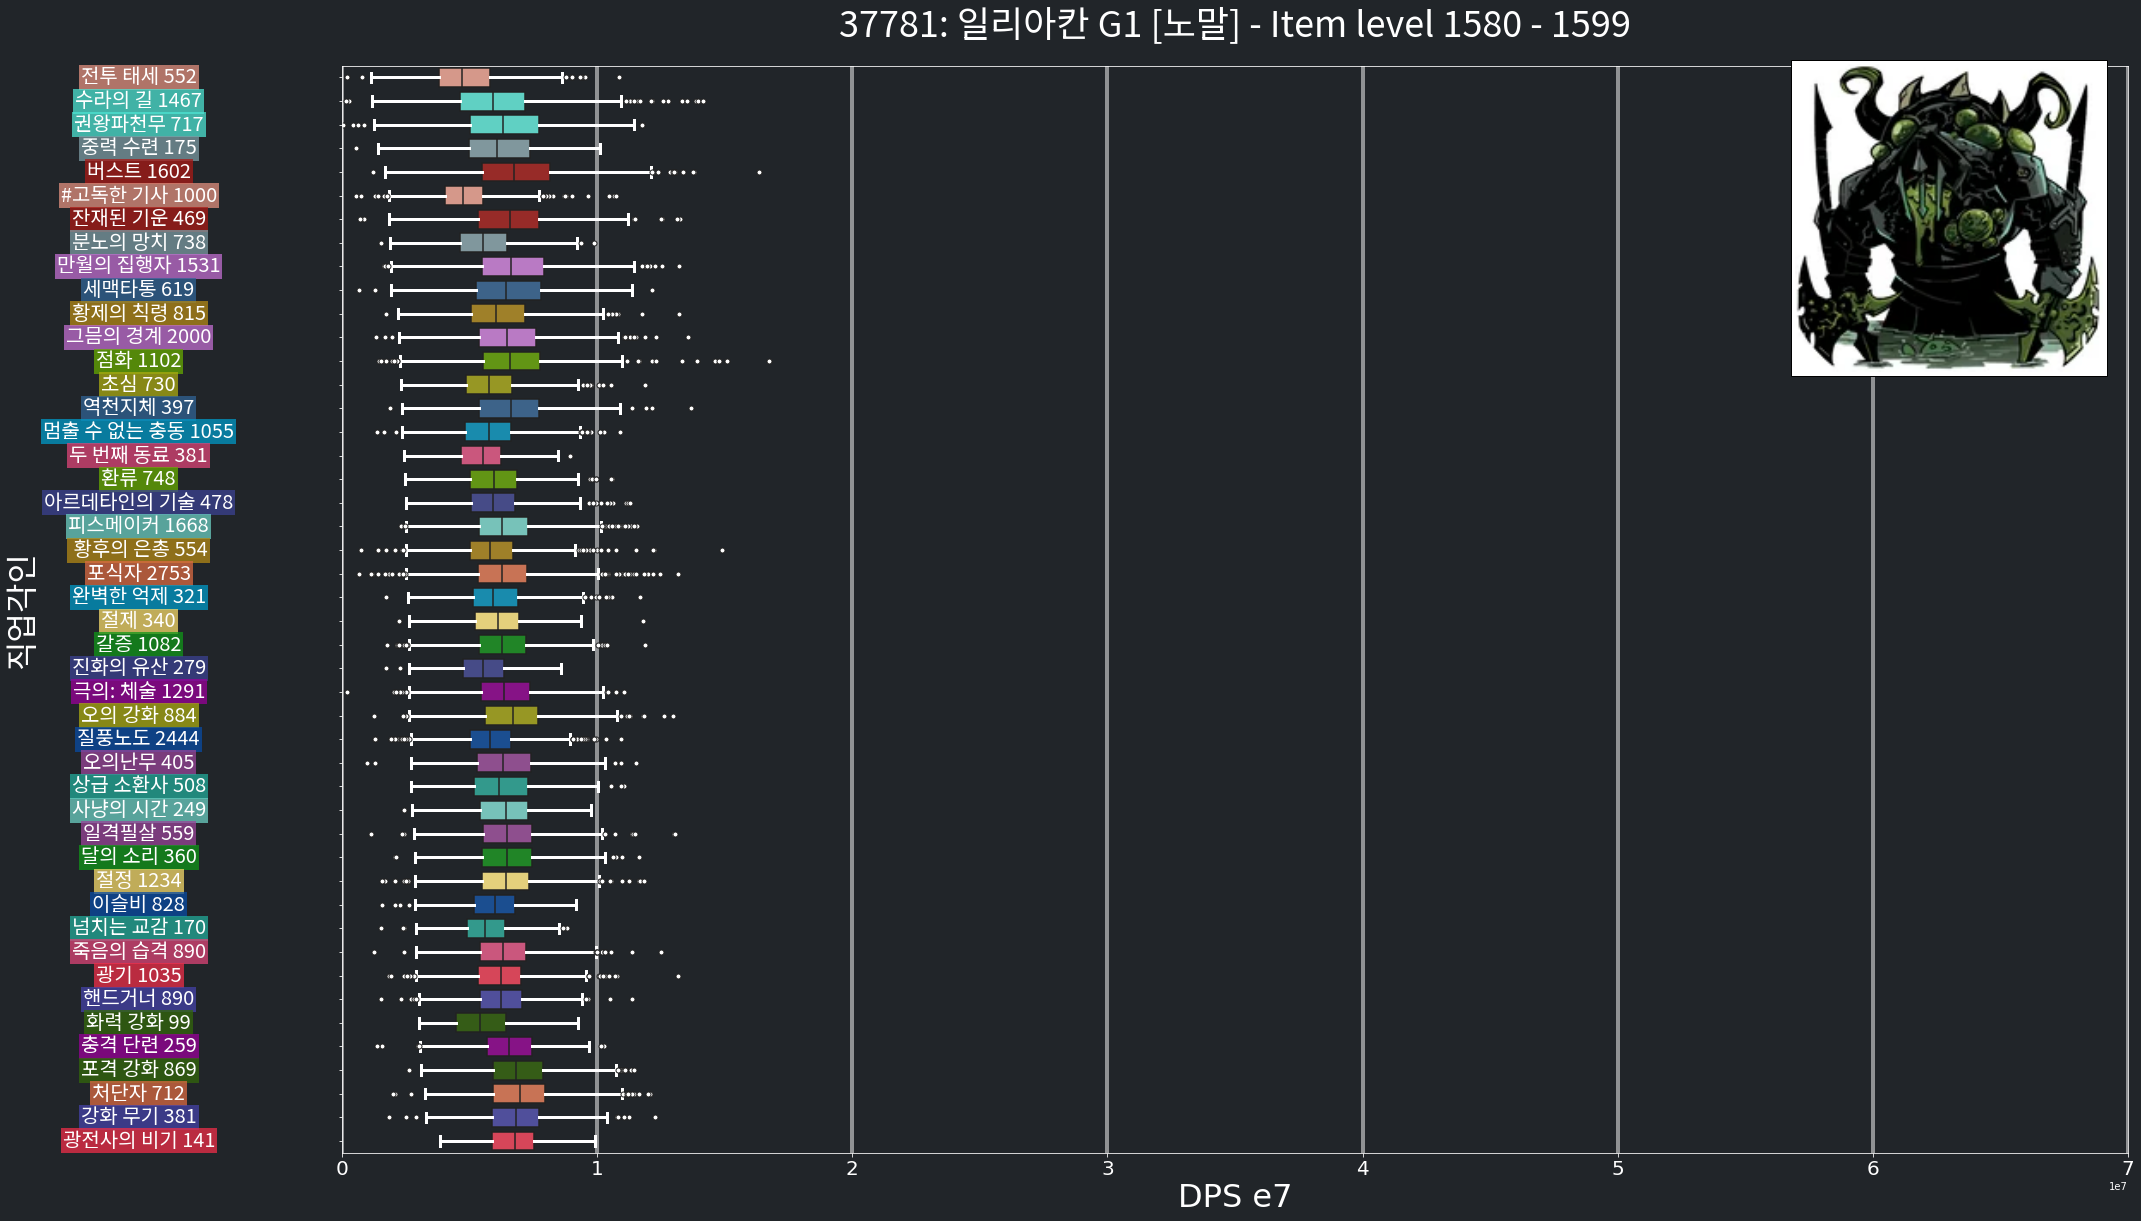 37781: 일리아칸 G1 [노말] - Item level 1580 - 1599
전투 태세 552
수라의 길 1467
권왕파천무 717
중력 수련 175
버스트 1602
#고독한 기사 1000
잔재된 기운 469
분노의 망치 738
만월의 집행자 1531
세맥타통 619
황제의 칙령 815
그믐의 경계 2000
점화 1102
초심 730
역천지체 397
멈출 수 없는 충동 1055
두 번째 동료 381
환류 748
아르데타인의 기술 478
피스메이커 1668
황후의 은총 554
포식자 2753
완벽한 억제 321
절제 340
갈증 1082
진화의 유산 279
극의: 체술 1291
오의 강화 884
질풍노도 2444
오의난무 405
상급 소환사 508
사냥의 시간 249
일격필살 559
달의 소리 360
절정 1234
이슬비 828
넘치는 교감 170
죽음의 습격 890
광기 1035
핸드거너 890
화력 강화 99
충격 단련 259
포격 강화 869
처단자 712
강화 무기 381
광전사의 비기 141
직업각인
0 1 2 3 4 5 6 7
1e7
DPS e7